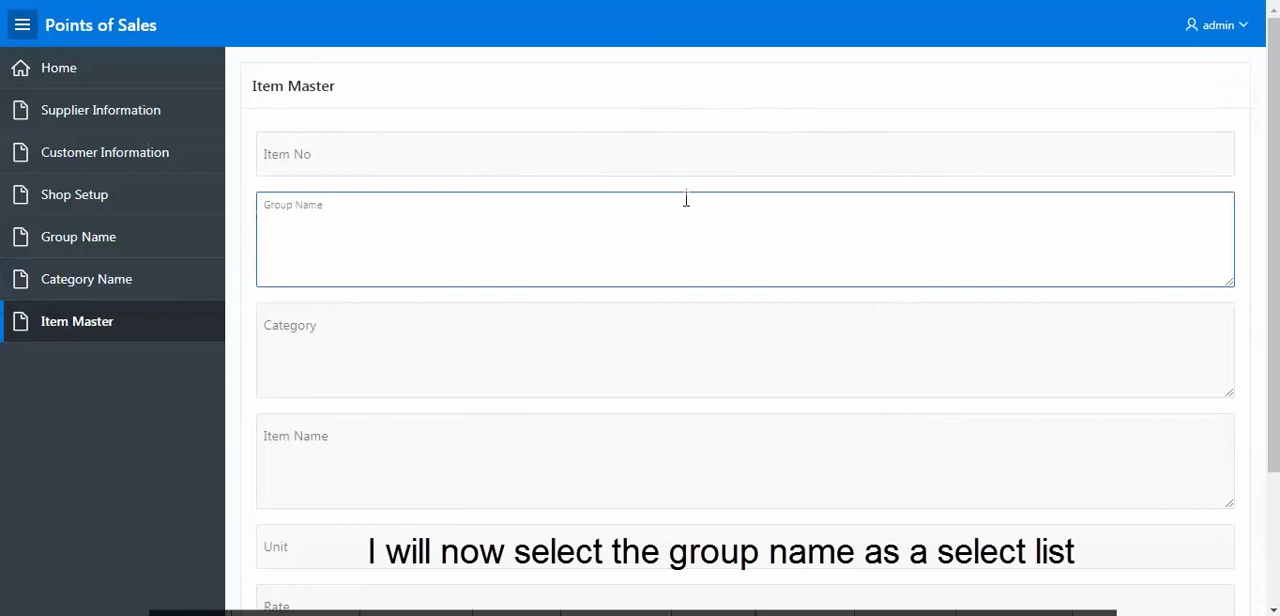 Points of Sales
admin
Home
Supplier Information
Customer Information
Shop Setup
Group Name
Category Name
Item Master
Item Master
Item No
Group Name
Category
Item Name
Unit
I will now select the group name as a select list
Rate